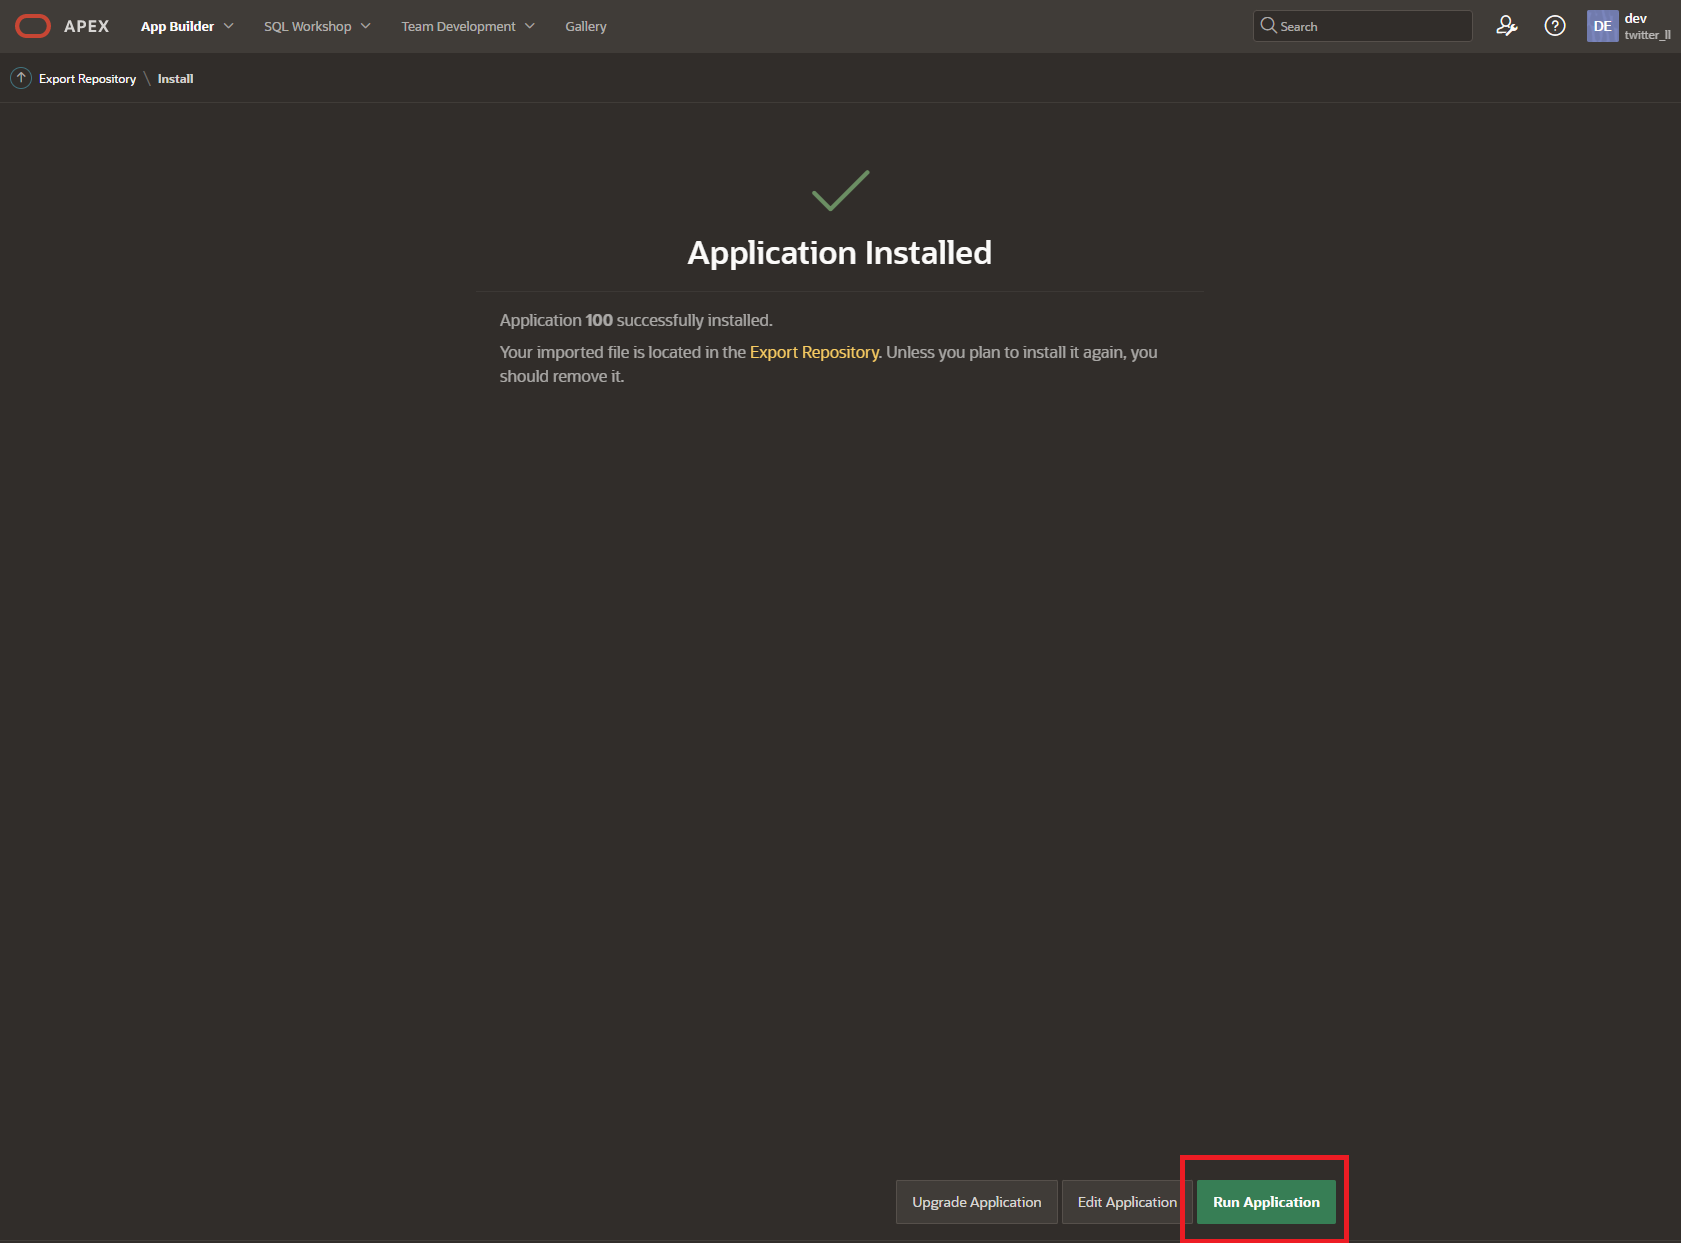 APEX App Builder SQL Workshop Team Development Gallery Search DE dev
twitter_ll
Export Repository \ Install
Application Installed
Application 100 successfully installed.
Your imported file is located in the Export Repository. Unless you plan to install it again, you
should remove it.
Upgrade Application Edit Application Run Application